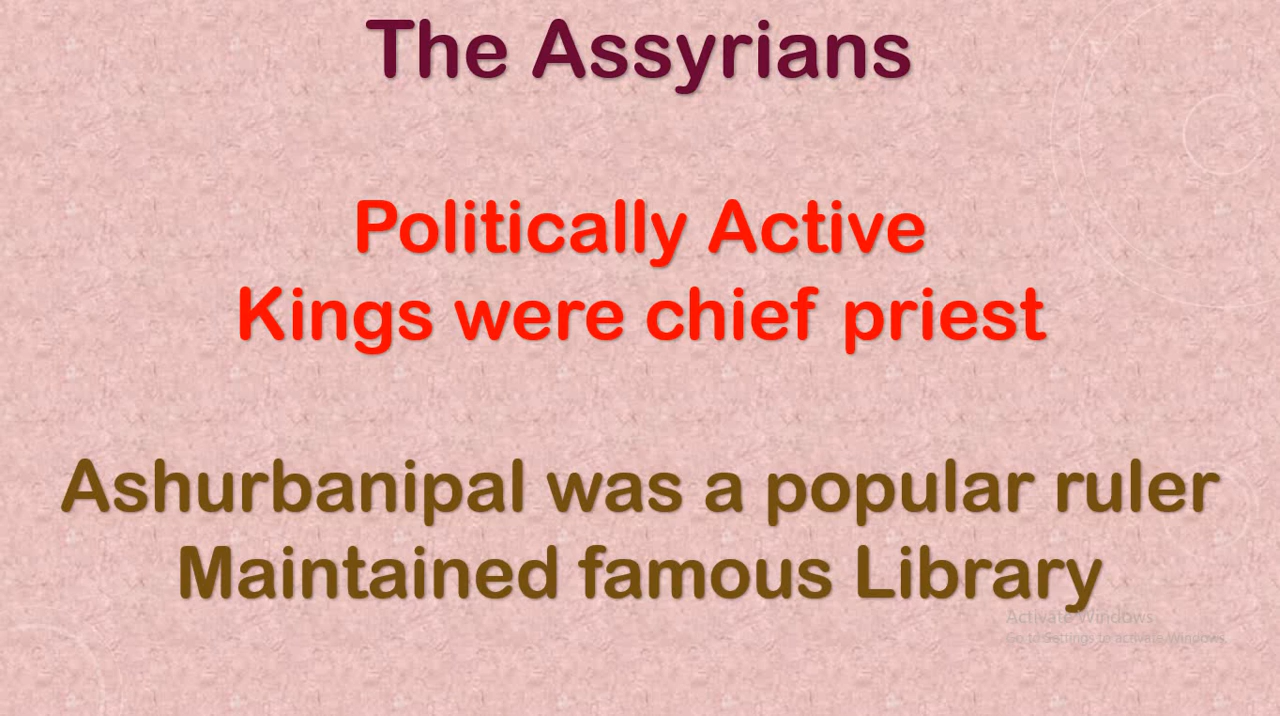 The Assyrians
Politically Active
Kings were chief priest
Ashurbanipal was a popular ruler
Maintained famous Library
Activate Windows
Go to Settings to activate Windows.